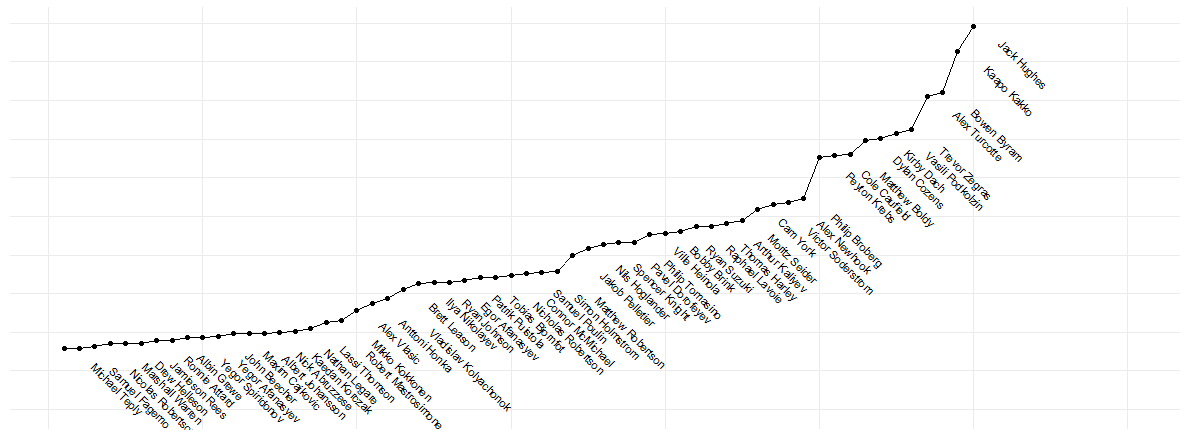 Jack Hughes
Kaapo Kakko
Bowen Byram
Alex Turcotte
Trevor Zegras
Vasili Podkolzin
Kirby Dach
Dylan Cozens
Matthew Boldy
Cole Caufield
Peyton Krebs
Philip Broberg
Alex Newhook
Victor Soderstrom
Cam York
Moritz Seider
Arthur Kaliyev
Thomas Harley
Raphael Lavoie
Ryan Suzuki
Bobby Brink
Ville Heinola
Philip Tomasino
Pavel Dorofeyev
Spencer Knight
Nils Hoglander
Jakob Pelletier
Matthew Robertson
Simon Holmstrom
Samuel Poulin
Connor McMichael
Nicholas Robertson
Tobias Bjornfot
Patrik Puistola
Egor Afanasyev
Ryan Johnson
Ilya Nikolayev
Brett Leason
Vladislav Kolyachonok
Anttoni Honka
Alex Vlasic
Mikko Kokkonen
Robert Mastrosimone
Lassi Thomson
Nathan Legare
Kaedan Korczak
Nick Abruzzese
Albert Johansson
Maxim Cajkovic
John Beecher
Yegor Afanasyev
Yegor Spiridonov
Albin Grewe
Ronnie Attard
Jamieson Rees
Drew Helleson
Marshall Warren
Nicolas Robertso
Samuel Fagemo
Michael Teply